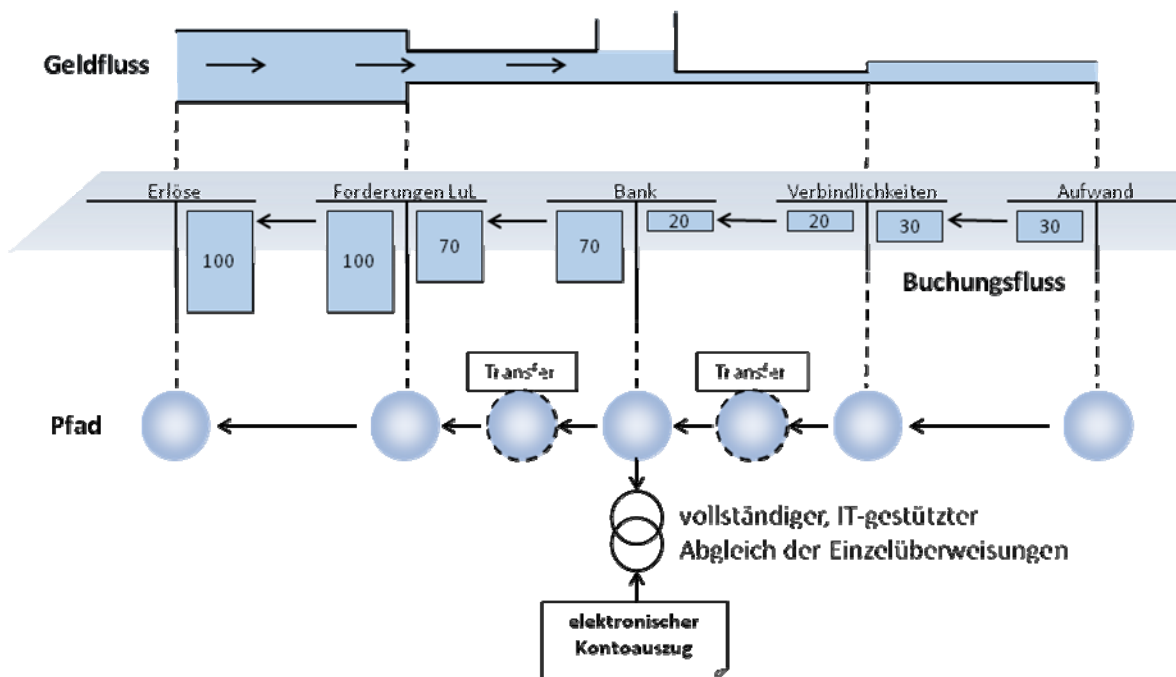 Geldfluss
Erlöse Forderungen LuL Bank Verbindlichkeiten Aufwand
100 100 70 70 20 20 30 30
Buchungsfluss
Transfer Transfer
Pfad
vollständiger, IT-gestützter
Abgleich der Einzelüberweisungen
elektronischer
Kontoauszug